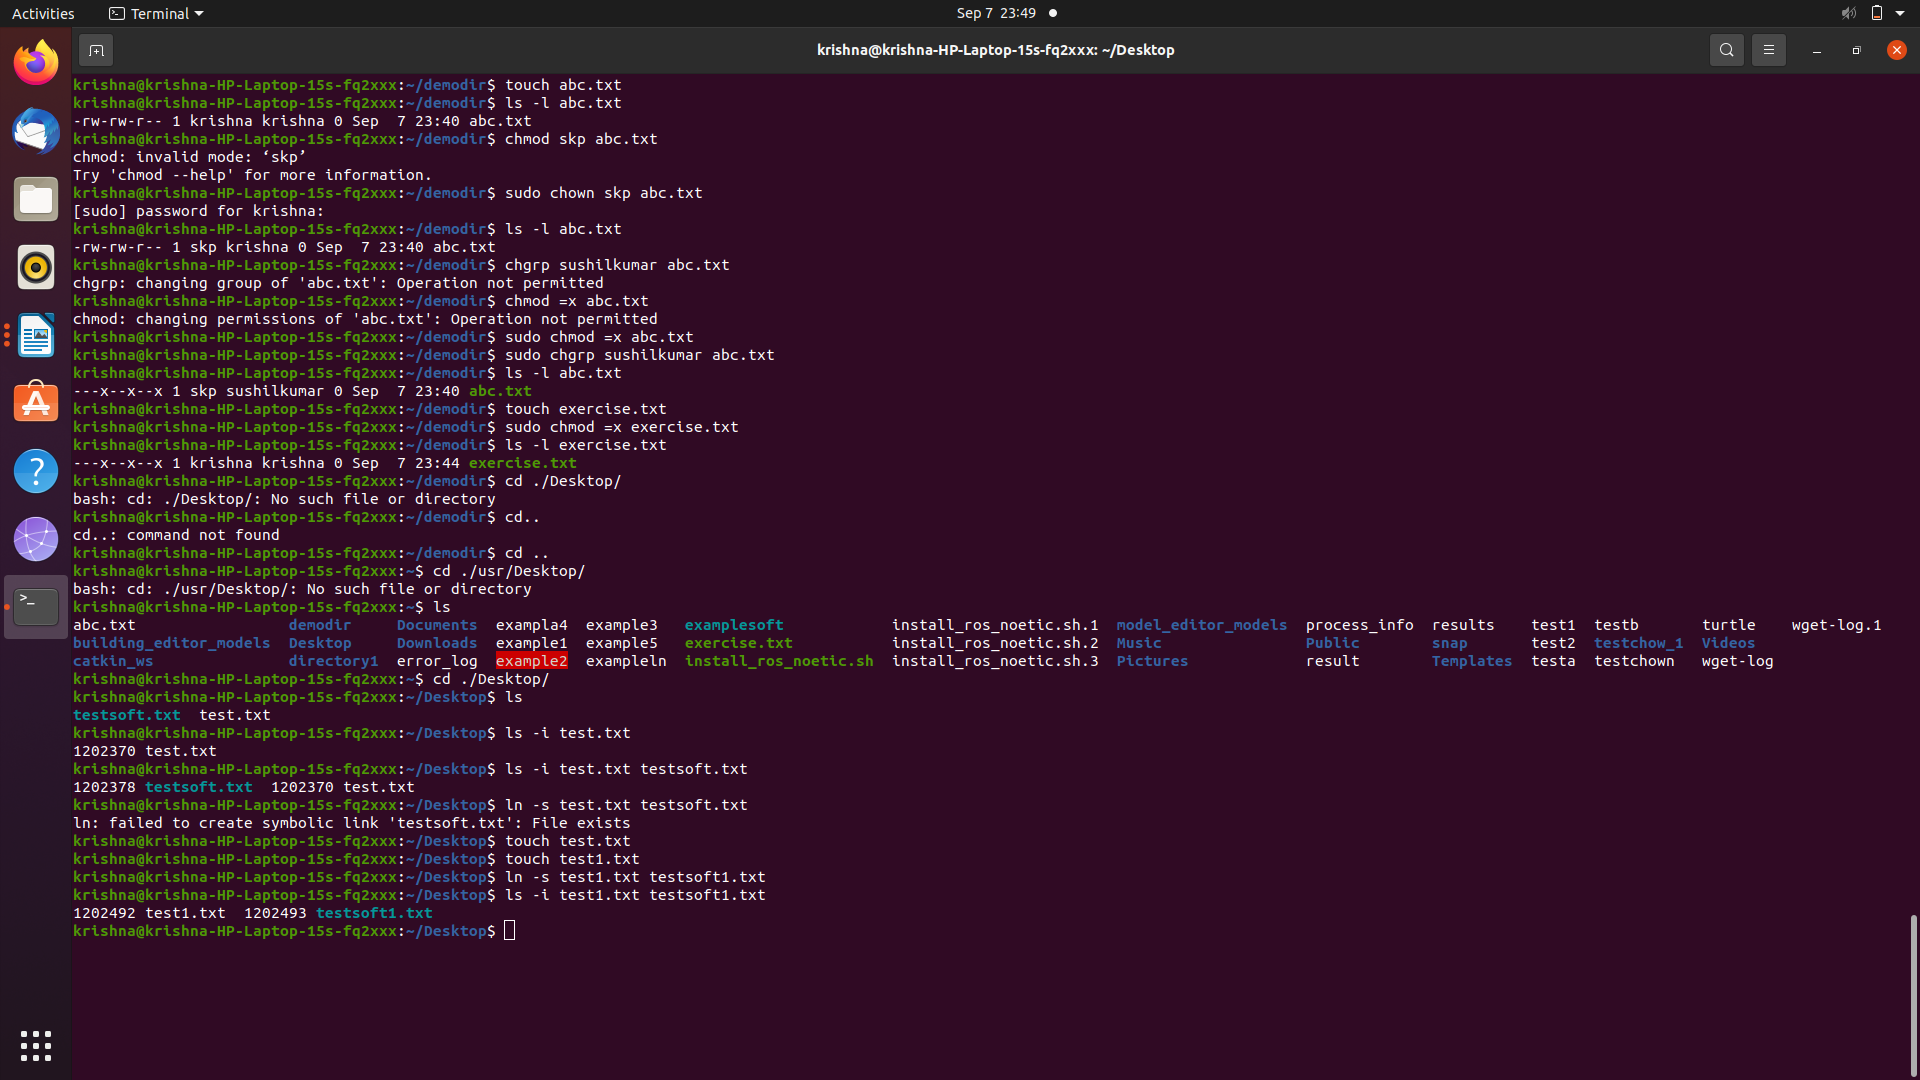 Activities Terminal Sep 7 23:49
krishna@krishna-HP-Laptop-15s-fq2xxx: ~/Desktop
krishna@krishna-HP-Laptop-15s-fq2xxx:~/demodir$ touch abc.txt
krishna@krishna-HP-Laptop-15s-fq2xxx:~/demodir$ ls -l abc.txt
-rw-rw-r-- 1 krishna krishna 0 Sep  7 23:40 abc.txt
krishna@krishna-HP-Laptop-15s-fq2xxx:~/demodir$ chmod skp abc.txt
chmod: invalid mode: ‘skp’
Try 'chmod --help' for more information.
krishna@krishna-HP-Laptop-15s-fq2xxx:~/demodir$ sudo chown skp abc.txt
[sudo] password for krishna:
krishna@krishna-HP-Laptop-15s-fq2xxx:~/demodir$ ls -l abc.txt
-rw-rw-r-- 1 skp krishna 0 Sep  7 23:40 abc.txt
krishna@krishna-HP-Laptop-15s-fq2xxx:~/demodir$ chgrp sushilkumar abc.txt
chgrp: changing group of 'abc.txt': Operation not permitted
krishna@krishna-HP-Laptop-15s-fq2xxx:~/demodir$ chmod =x abc.txt
chmod: changing permissions of 'abc.txt': Operation not permitted
krishna@krishna-HP-Laptop-15s-fq2xxx:~/demodir$ sudo chmod =x abc.txt
krishna@krishna-HP-Laptop-15s-fq2xxx:~/demodir$ sudo chgrp sushilkumar abc.txt
krishna@krishna-HP-Laptop-15s-fq2xxx:~/demodir$ ls -l abc.txt
---x--x--x 1 skp sushilkumar 0 Sep  7 23:40 abc.txt
krishna@krishna-HP-Laptop-15s-fq2xxx:~/demodir$ touch exercise.txt
krishna@krishna-HP-Laptop-15s-fq2xxx:~/demodir$ sudo chmod =x exercise.txt
krishna@krishna-HP-Laptop-15s-fq2xxx:~/demodir$ ls -l exercise.txt
---x--x--x 1 krishna krishna 0 Sep  7 23:44 exercise.txt
krishna@krishna-HP-Laptop-15s-fq2xxx:~/demodir$ cd ./Desktop/
bash: cd: ./Desktop/: No such file or directory
krishna@krishna-HP-Laptop-15s-fq2xxx:~/demodir$ cd..
cd..: command not found
krishna@krishna-HP-Laptop-15s-fq2xxx:~/demodir$ cd ..
krishna@krishna-HP-Laptop-15s-fq2xxx:~$ cd ./usr/Desktop/
bash: cd: ./usr/Desktop/: No such file or directory
krishna@krishna-HP-Laptop-15s-fq2xxx:~$ ls
abc.txt demodir Documents exampla4 example3 examplesoft install_ros_noetic.sh.1 model_editor_models process_info results test1 testb turtle wget-log.1
building_editor_models Desktop Downloads example1 example5 exercise.txt install_ros_noetic.sh.2 Music Public snap test2 testchow_1 Videos
catkin_ws directory1 error_log example2 exampleln install_ros_noetic.sh install_ros_noetic.sh.3 Pictures result Templates testa testchown wget-log
krishna@krishna-HP-Laptop-15s-fq2xxx:~$ cd ./Desktop/
krishna@krishna-HP-Laptop-15s-fq2xxx:~/Desktop$ ls
testsoft.txt  test.txt
krishna@krishna-HP-Laptop-15s-fq2xxx:~/Desktop$ ls -i test.txt
1202370 test.txt
krishna@krishna-HP-Laptop-15s-fq2xxx:~/Desktop$ ls -i test.txt testsoft.txt
1202378 testsoft.txt  1202370 test.txt
krishna@krishna-HP-Laptop-15s-fq2xxx:~/Desktop$ ln -s test.txt testsoft.txt
ln: failed to create symbolic link 'testsoft.txt': File exists
krishna@krishna-HP-Laptop-15s-fq2xxx:~/Desktop$ touch test.txt
krishna@krishna-HP-Laptop-15s-fq2xxx:~/Desktop$ touch test1.txt
krishna@krishna-HP-Laptop-15s-fq2xxx:~/Desktop$ ln -s test1.txt testsoft1.txt
krishna@krishna-HP-Laptop-15s-fq2xxx:~/Desktop$ ls -i test1.txt testsoft1.txt
1202492 test1.txt  1202493 testsoft1.txt
krishna@krishna-HP-Laptop-15s-fq2xxx:~/Desktop$